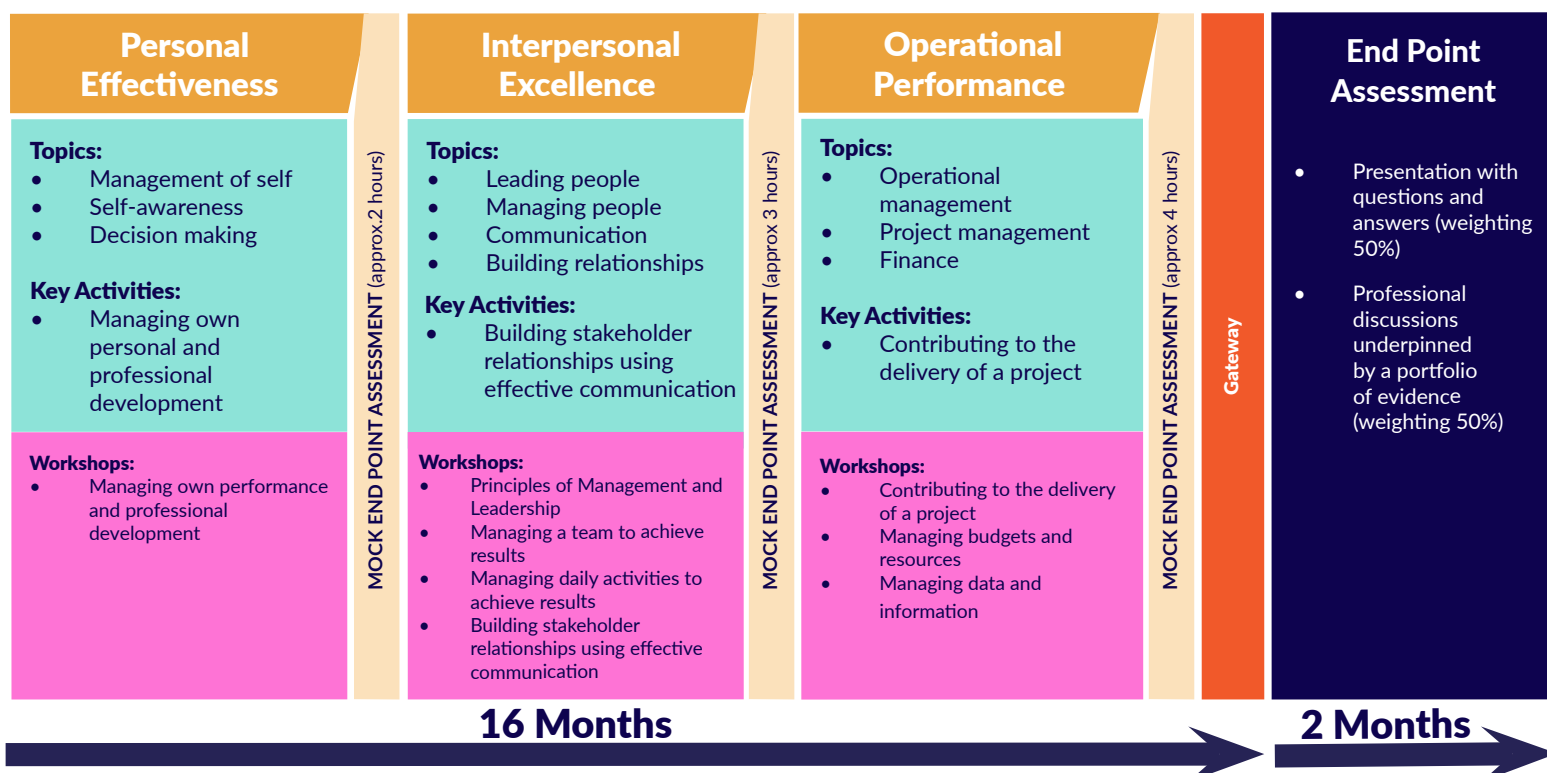 Personal
Effectiveness
Topics:
• Management of self
• Self-awareness
• Decision making
Key Activities:
• Managing own
personal and
professional
development
Workshops:
• Managing own performance
and professional
development
MOCK END POINT ASSESSMENT (approx.2 hours)
Interpersonal
Excellence
Topics:
• Leading people
• Managing people
• Communication
• Building relationships
Key Activities:
• Building stakeholder
relationships using
effective communication
Workshops:
• Principles of Management and
Leadership
• Managing a team to achieve
results
• Managing daily activities to
achieve results
• Building stakeholder
relationships using effective
communication
MOCK END POINT ASSESSMENT (approx 3 hours)
Operational
Performance
Topics:
• Operational
management
• Project management
• Finance
Key Activities:
• Contributing to the
delivery of a project
Workshops:
• Contributing to the delivery
of a project
• Managing budgets and
resources
• Managing data and
information
MOCK END POINT ASSESSMENT (approx 4 hours)
Gateway
End Point
Assessment
• Presentation with
questions and
answers (weighting
50%)
• Professional
discussions
underpinned
by a portfolio
of evidence
(weighting 50%)
16 Months
2 Months